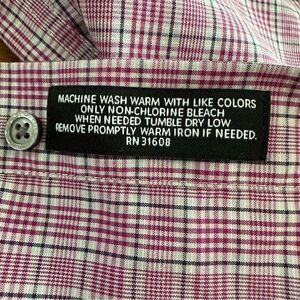 MACHINE WASH WARM WITH LIKE COLORS
ONLY NON-CHLORINE BLEACH
WHEN NEEDED TUMBLE DRY LOW
REMOVE PROMPTLY WARM IRON IF NEEDED.
RN 31608